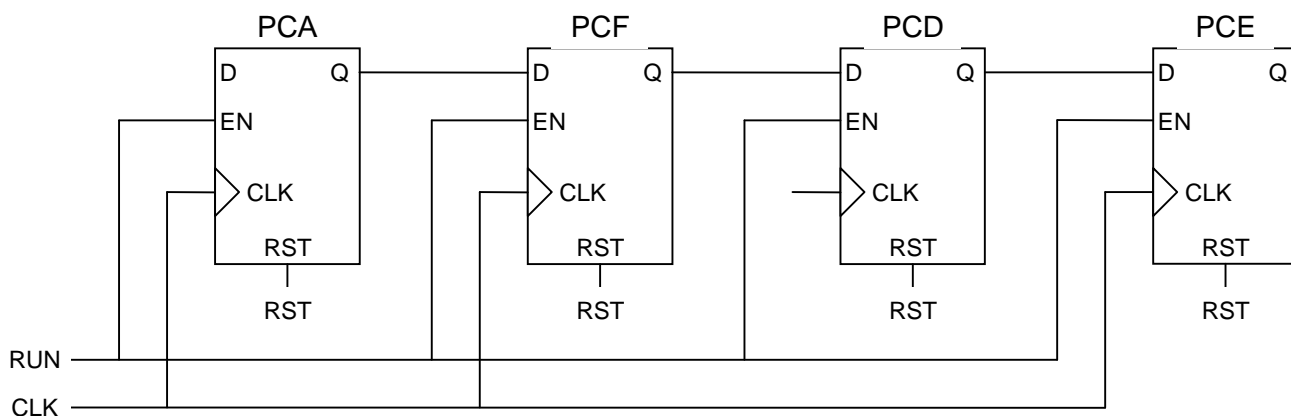 PCA PCF PCD PCE
D Q D Q D Q D Q
EN EN EN EN
CLK CLK CLK CLK
RST RST RST RST
RST RST RST RST
RUN
CLK